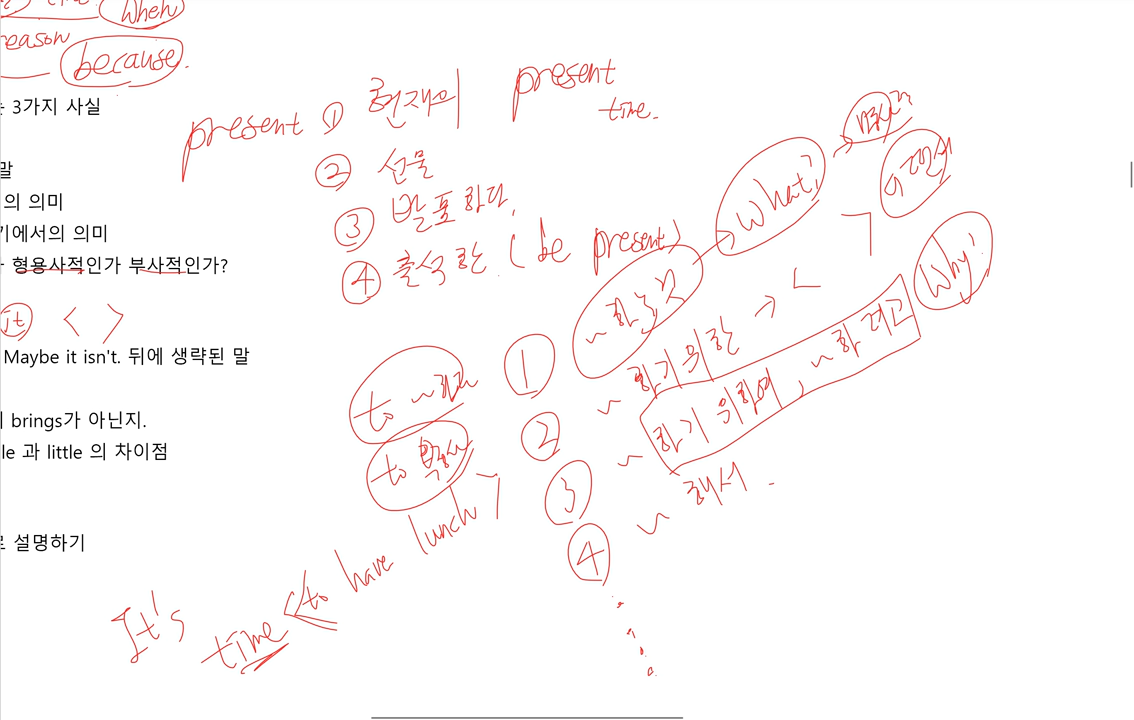 time when
reason because.
3가지 사실
말
의 의미
기에서의 의미
형용사적인가 부사적인가?
It < >
Maybe it isn't. 뒤에 생략된 말
brings가 아닌지.
le 과 little 의 차이점
설명하기
present ① 현재의 present time.
② 선물
③ 발표하다.
④ 출석한 (be present)
① ~하는 것 → What? →
② ~하기 위한 → ㄴ
③ ~하기 위하여, ~하려고 Why?
④ ~해서.
to
to 부정사
It's time <to have lunch>